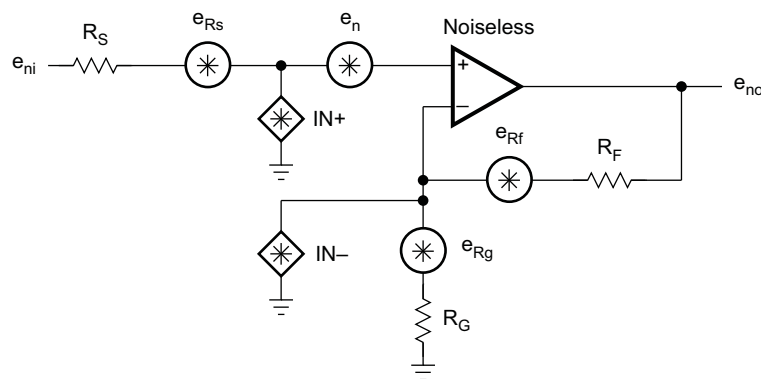 Noiseless
e_Rs
e_n
R_S
e_ni
+
e_no
IN+
–
e_Rf
R_F
IN–
e_Rg
R_G